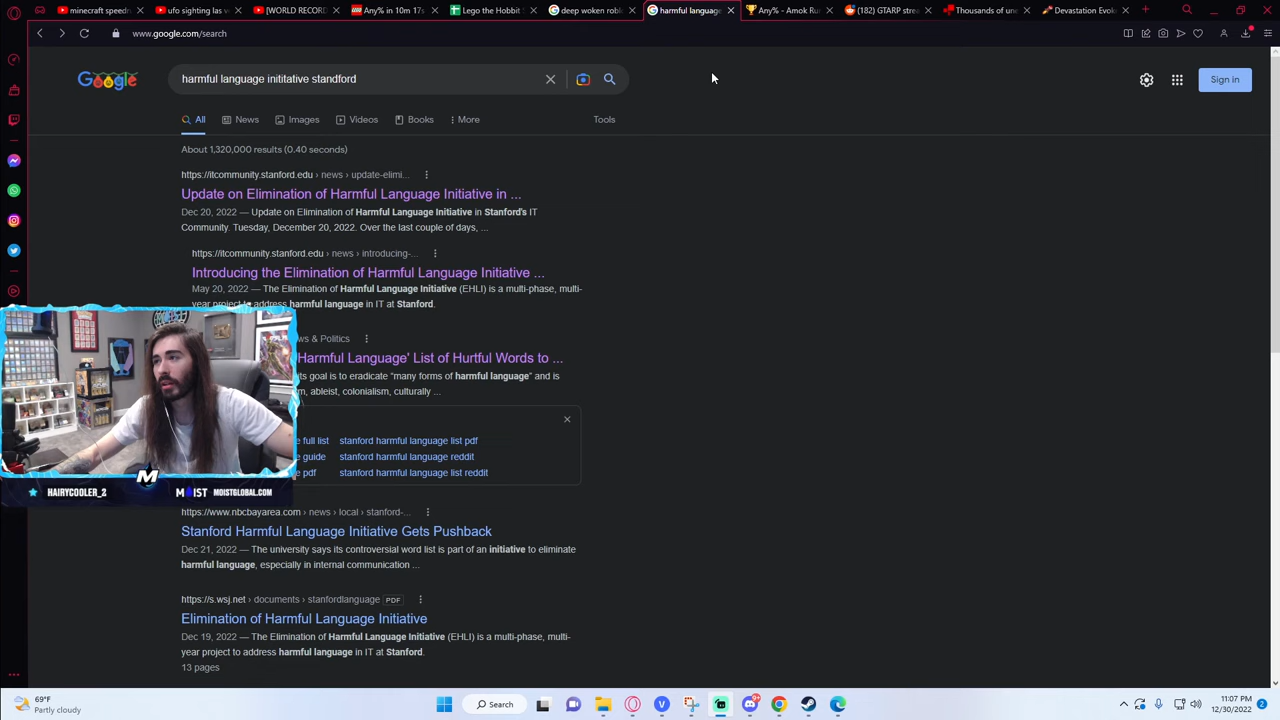 minecraft speedr
ufo sighting las v
[WORLD RECOR
Any% in 10m 17
Lego the Hobbit
deep woken robl
harmful language
Any% - Amok Ru
(182) GTARP stre
Thousands of un
Devastation Evok
www.google.com/search
Google
harmful language inititative standford
Sign in
All
News
Images
Videos
Books
More
Tools
About 1,320,000 results (0.40 seconds)
https://itcommunity.stanford.edu › news › update-elimi...
Update on Elimination of Harmful Language Initiative in ...
Dec 20, 2022 — Update on Elimination of Harmful Language Initiative in Stanford's IT
Community. Tuesday, December 20, 2022. Over the last couple of days, ...
https://itcommunity.stanford.edu › news › introducing-...
Introducing the Elimination of Harmful Language Initiative ...
May 20, 2022 — The Elimination of Harmful Language Initiative (EHLI) is a multi-phase, multi-
year project to address harmful language in IT at Stanford.
ws & Politics
Harmful Language' List of Hurtful Words to ...
its goal is to eradicate “many forms of harmful language” and is
m, ableist, colonialism, culturally ...
e full list
stanford harmful language list pdf
e guide
stanford harmful language reddit
e pdf
stanford harmful language list reddit
M
HAIRYCOOLER_2
MOIST
MOISTGLOBAL.COM
https://www.nbcbayarea.com › news › local › stanford-...
Stanford Harmful Language Initiative Gets Pushback
Dec 21, 2022 — The university says its controversial word list is part of an initiative to eliminate
harmful language, especially in internal communication ...
https://s.wsj.net › documents › stanfordlanguage PDF
Elimination of Harmful Language Initiative
Dec 19, 2022 — The Elimination of Harmful Language Initiative (EHLI) is a multi-phase, multi-
year project to address harmful language in IT at Stanford.
13 pages
69°F
Partly cloudy
Search
11:07 PM
12/30/2022